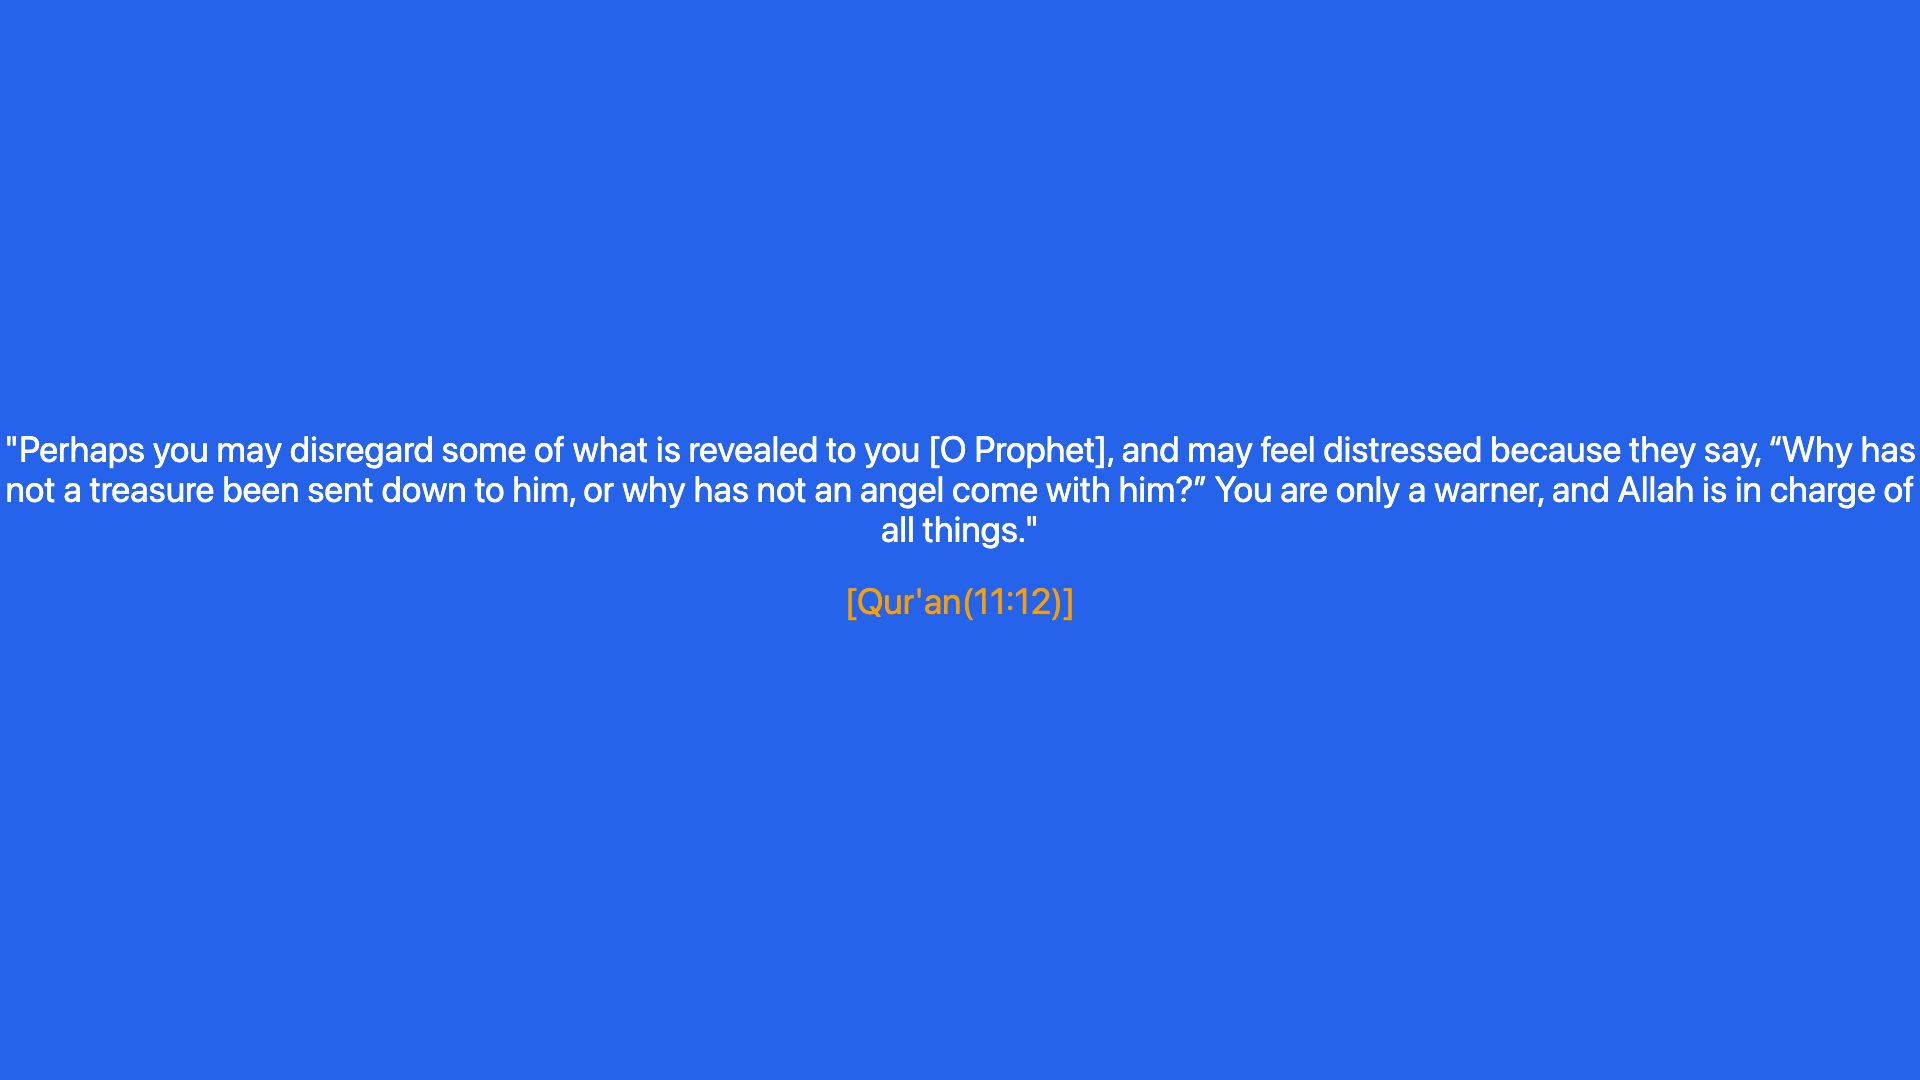 "Perhaps you may disregard some of what is revealed to you [O Prophet], and may feel distressed because they say, “Why has
not a treasure been sent down to him, or why has not an angel come with him?” You are only a warner, and Allah is in charge of
all things."
[Qur'an(11:12)]